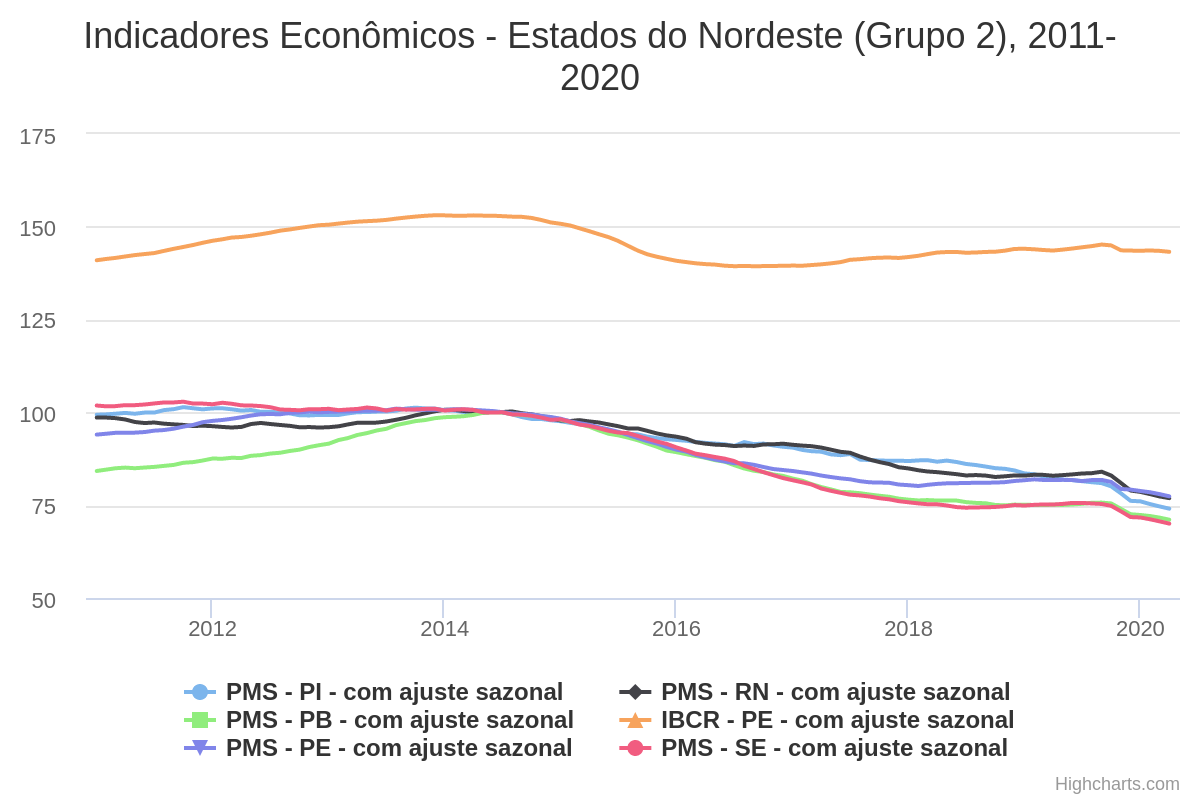 Indicadores Econômicos - Estados do Nordeste (Grupo 2), 2011-
2020
175
150
125
100
75
50
2012 2014 2016 2018 2020
PMS - PI - com ajuste sazonal PMS - RN - com ajuste sazonal
PMS - PB - com ajuste sazonal IBCR - PE - com ajuste sazonal
PMS - PE - com ajuste sazonal PMS - SE - com ajuste sazonal
Highcharts.com